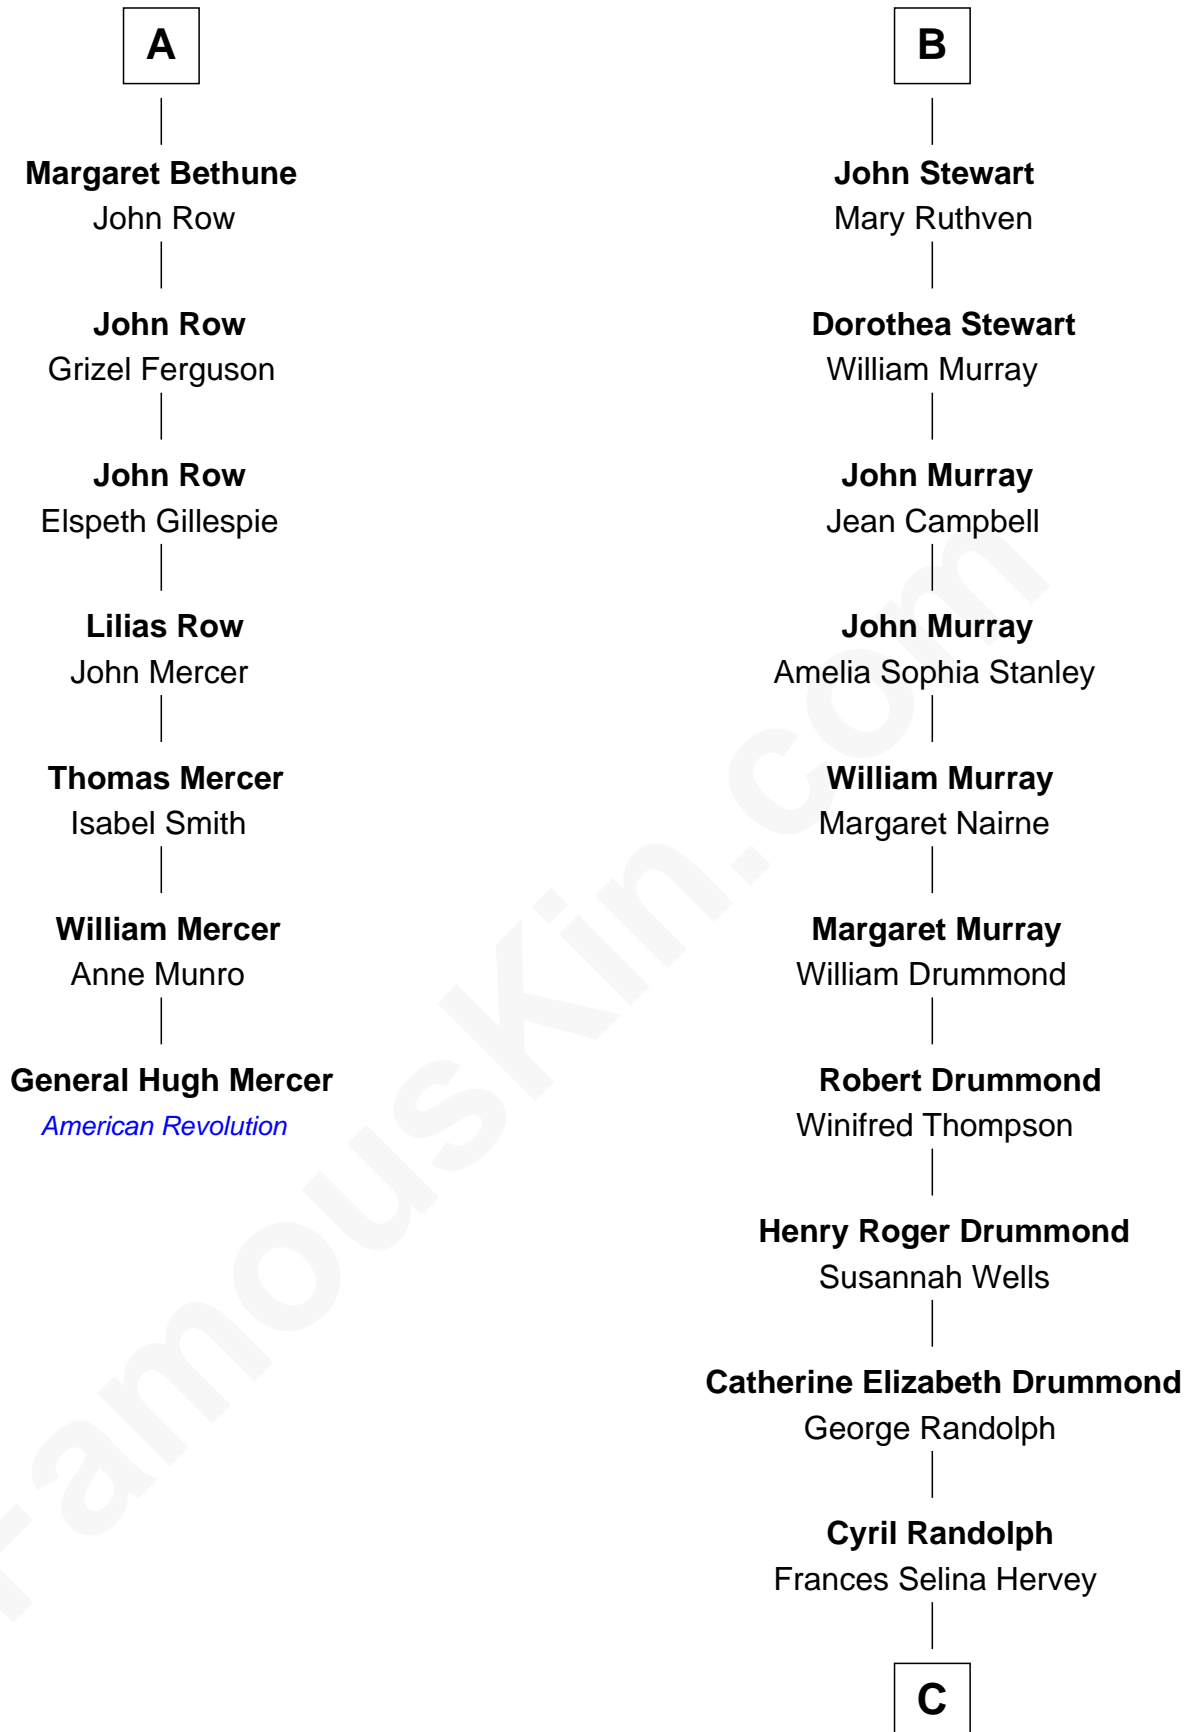 A
Margaret Bethune
John Row
John Row
Grizel Ferguson
John Row
Elspeth Gillespie
Lilias Row
John Mercer
Thomas Mercer
Isabel Smith
William Mercer
Anne Munro
General Hugh Mercer
American Revolution
B
John Stewart
Mary Ruthven
Dorothea Stewart
William Murray
John Murray
Jean Campbell
John Murray
Amelia Sophia Stanley
William Murray
Margaret Nairne
Margaret Murray
William Drummond
Robert Drummond
Winifred Thompson
Henry Roger Drummond
Susannah Wells
Catherine Elizabeth Drummond
George Randolph
Cyril Randolph
Frances Selina Hervey
C
FamousKin.com